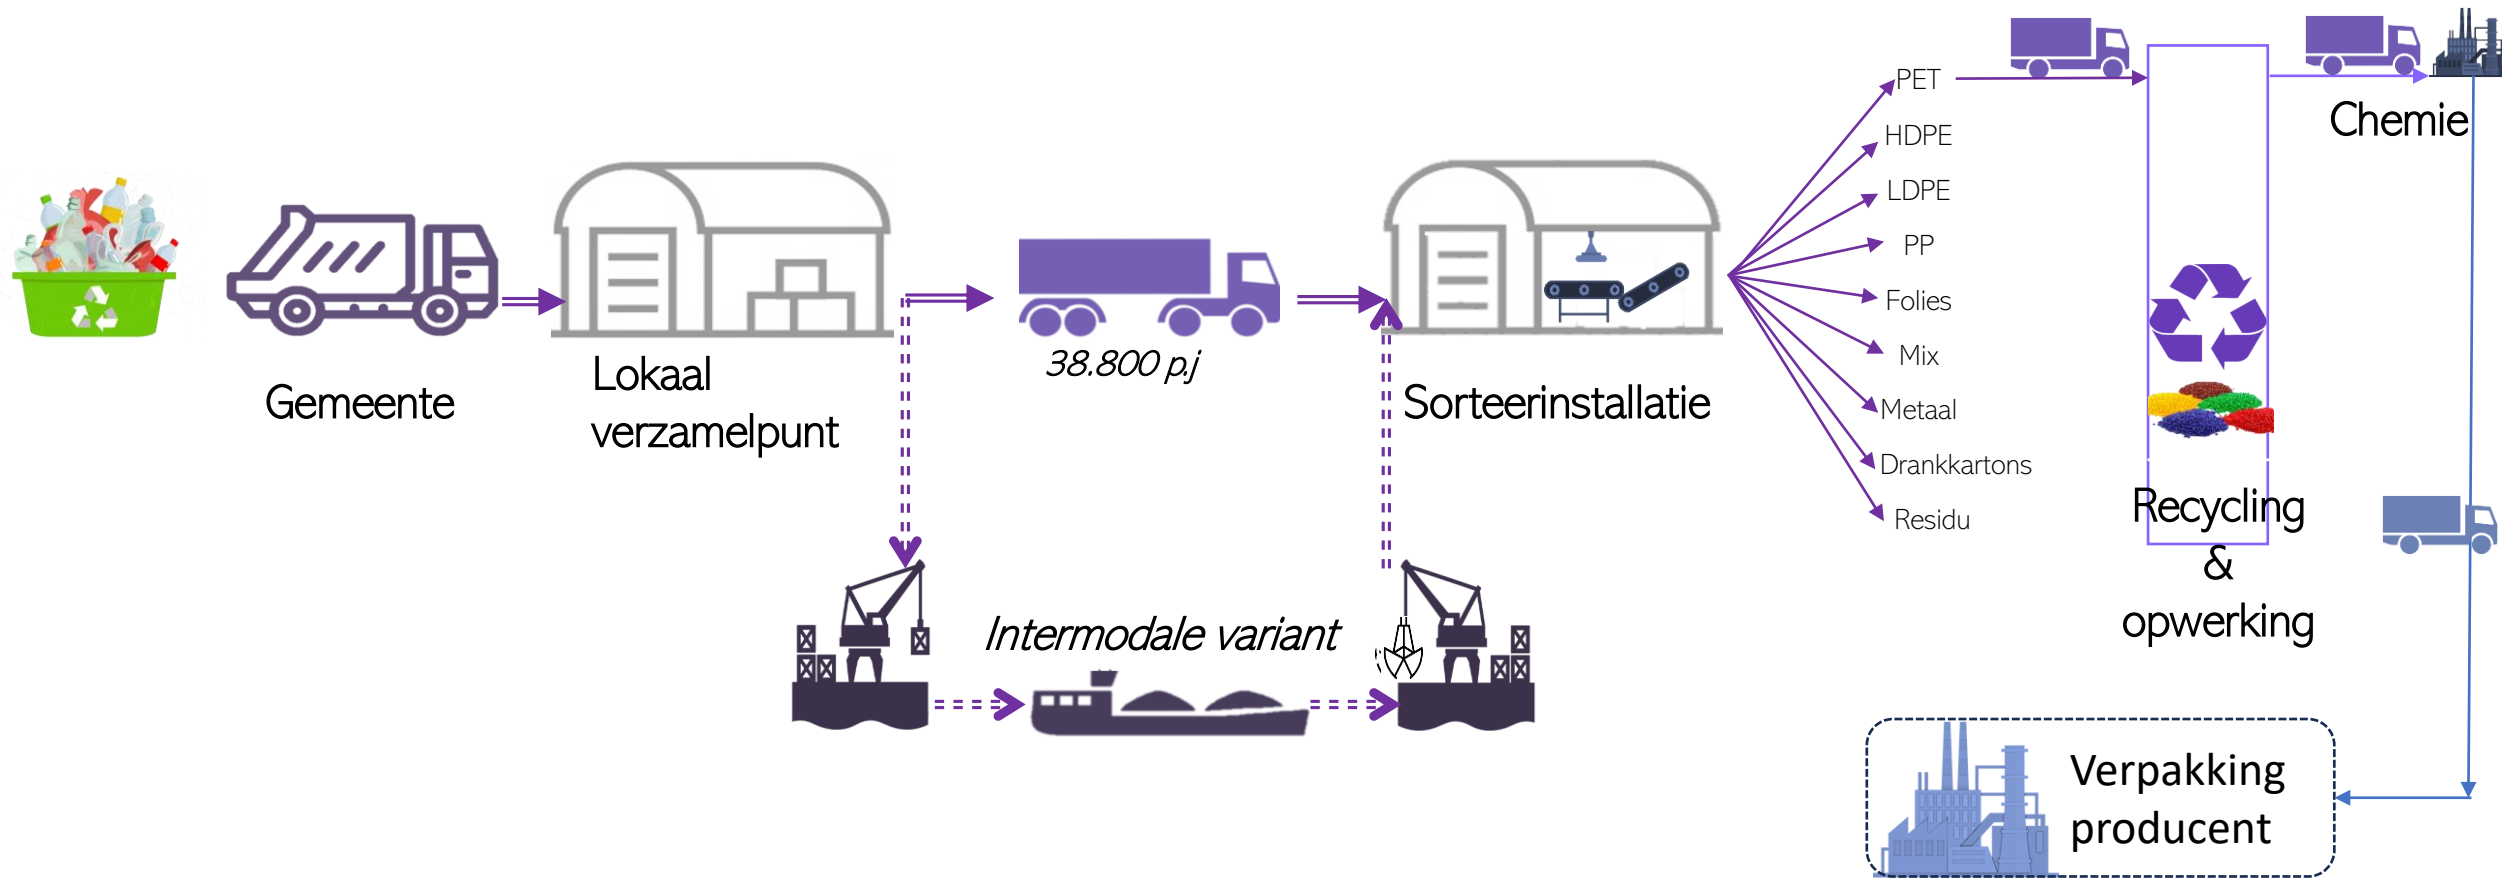 Gemeente
Lokaal
verzamelpunt
38.800 p.j
Sorteerinstallatie
Intermodale variant
PET
HDPE
LDPE
PP
Folies
Mix
Metaal
Drankkartons
Residu
Recycling
&
opwerking
Chemie
Verpakking
producent